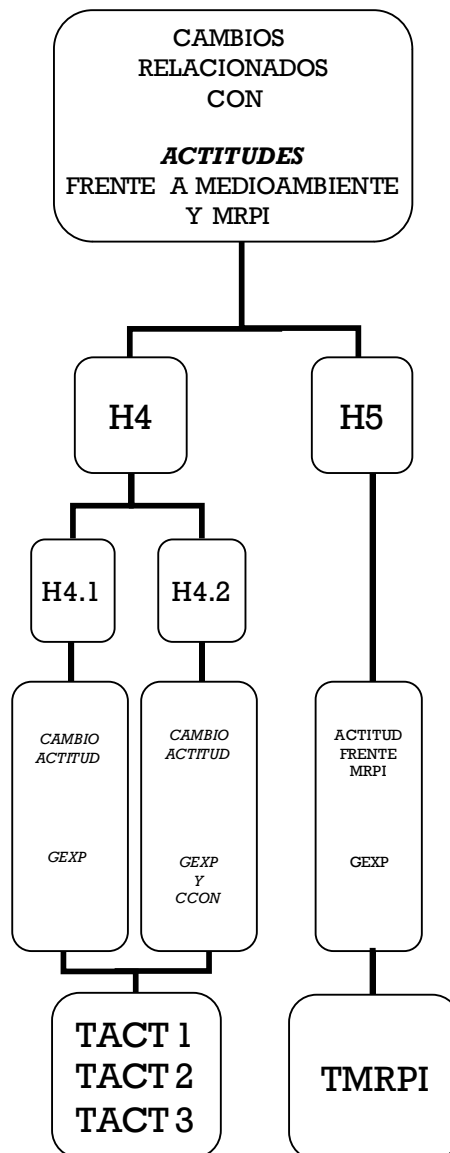 CAMBIOS
RELACIONADOS
CON
ACTITUDES
FRENTE A MEDIOAMBIENTE
Y MRPI
H4
H5
H4.1
H4.2
CAMBIO
ACTITUD
GEXP
CAMBIO
ACTITUD
GEXP
Y
CCON
ACTITUD
FRENTE
MRPI
GEXP
TACT 1
TACT 2
TACT 3
TMRPI